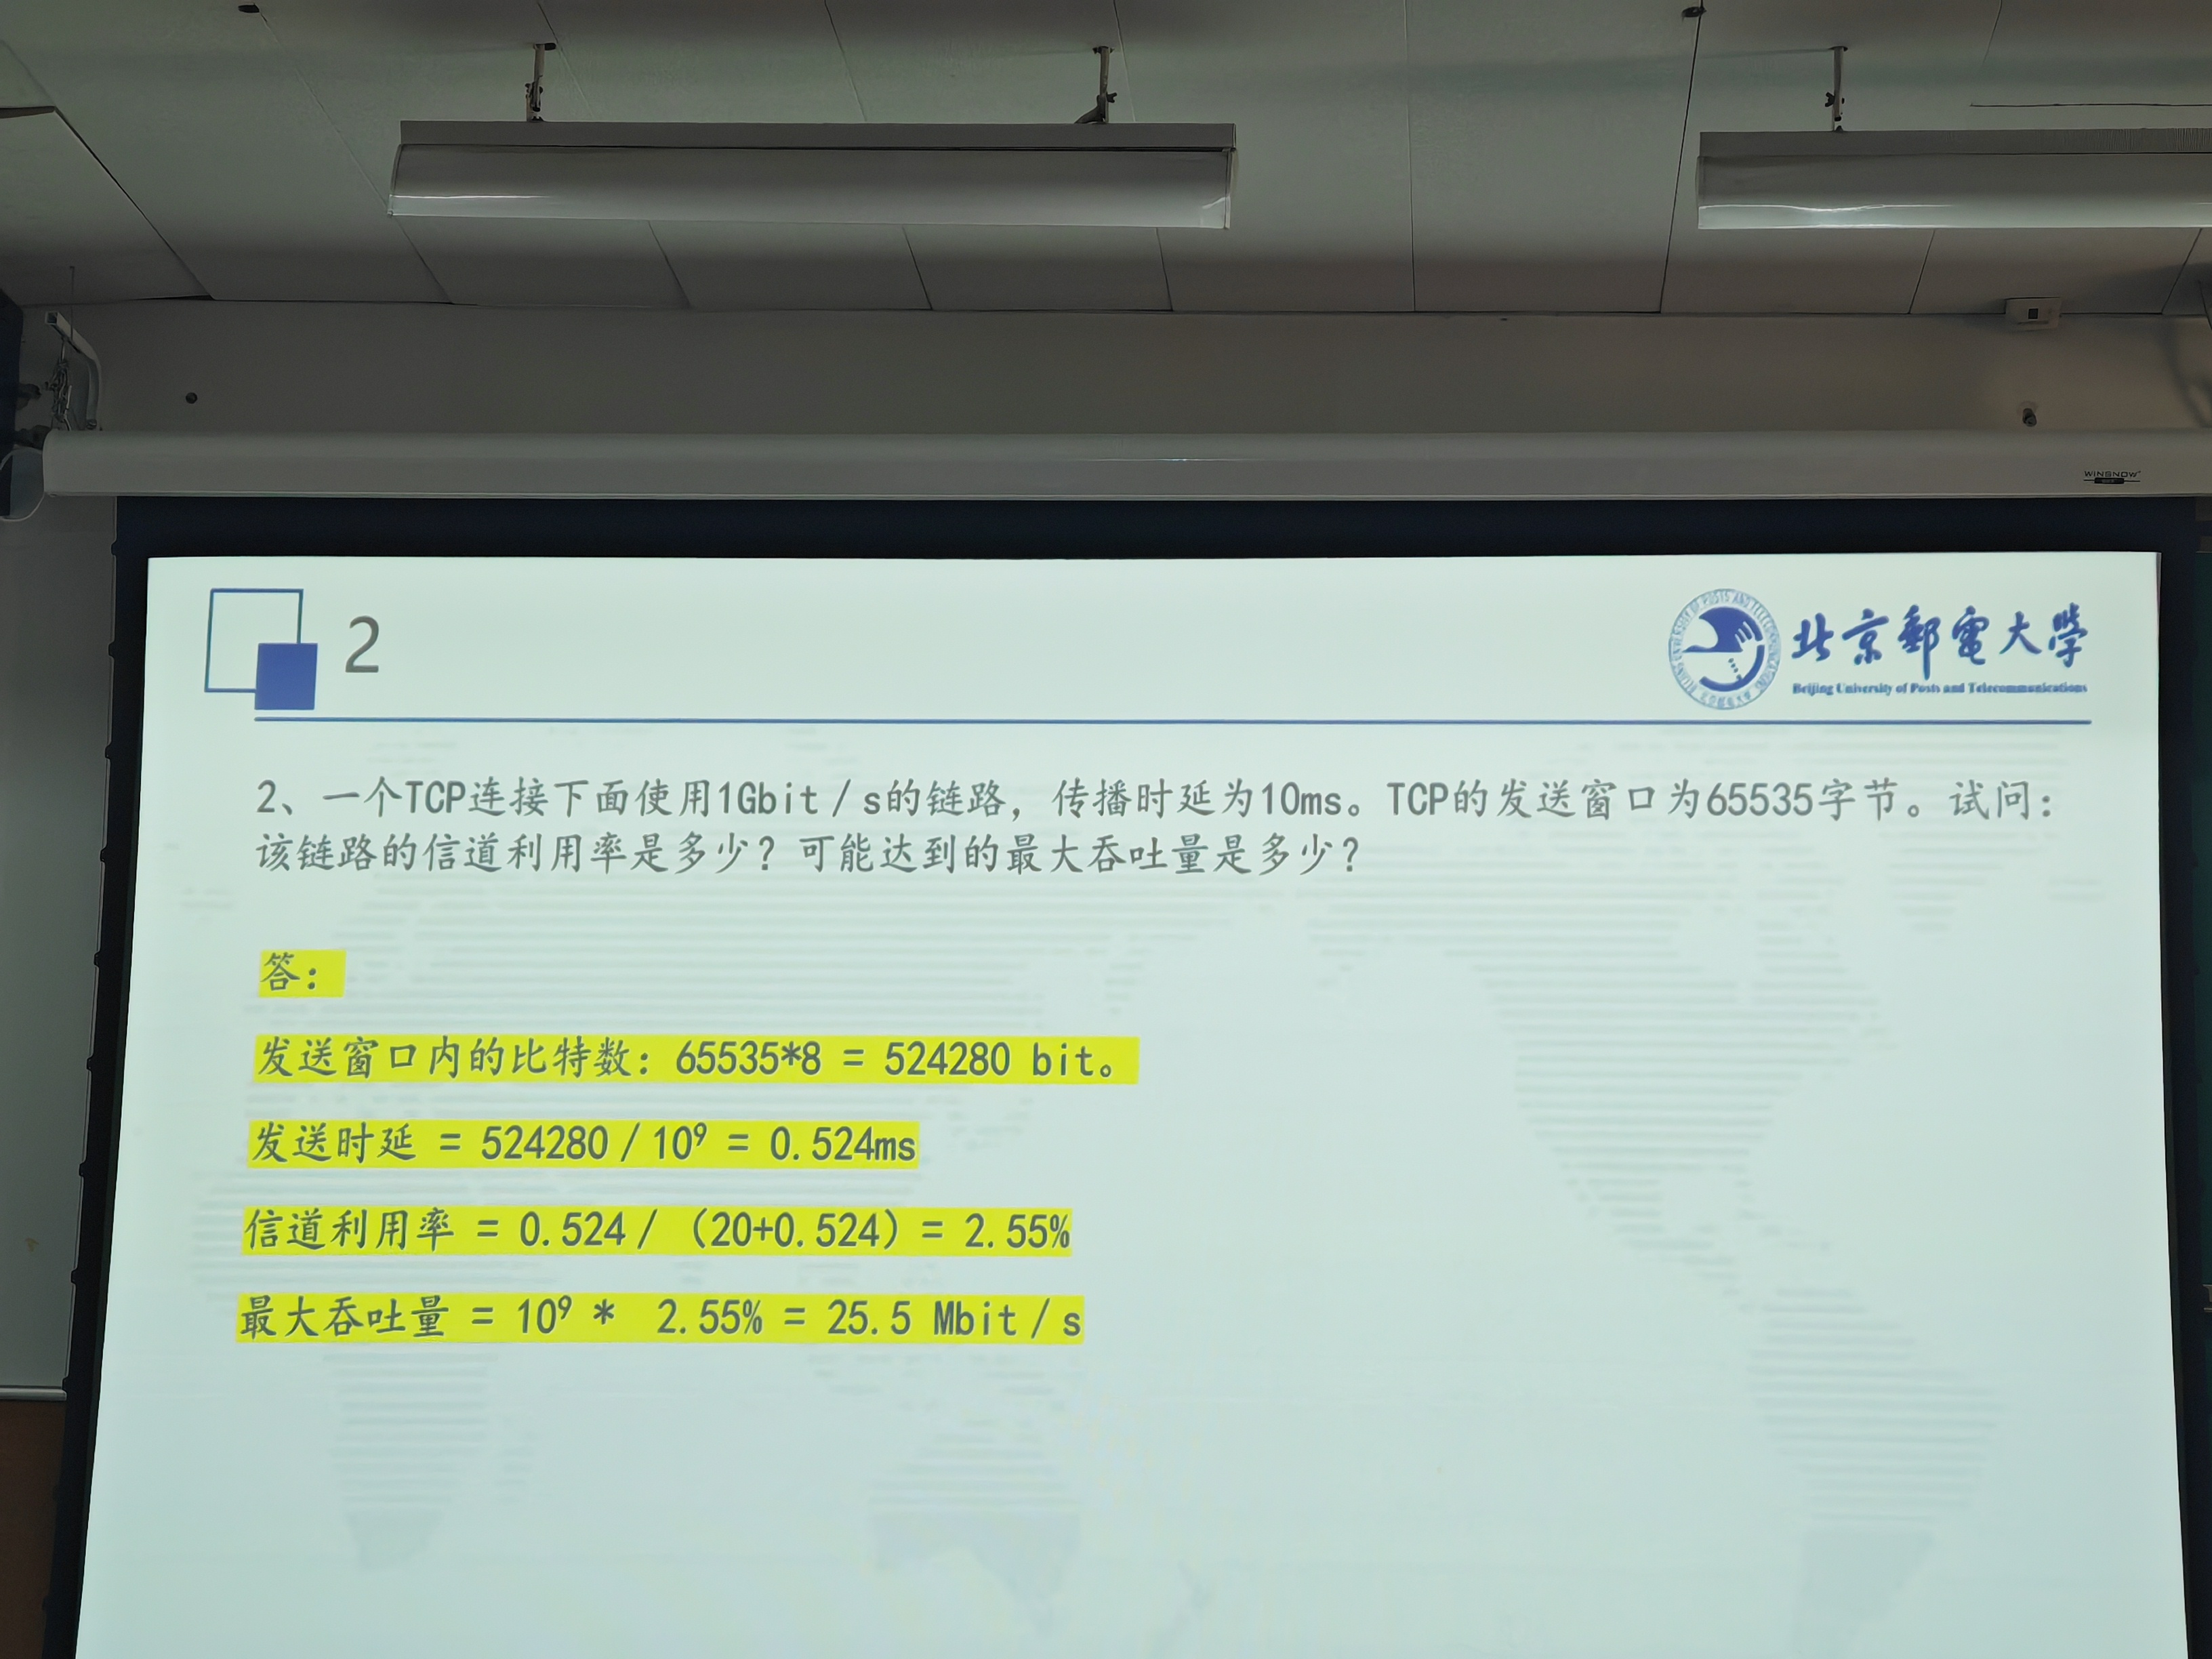 WINSNOW
2
北京郵電大學
Beijing University of Posts and Telecommunications
2、一个TCP连接下面使用1Gbit/s的链路，传播时延为10ms。TCP的发送窗口为65535字节。试问：
该链路的信道利用率是多少？可能达到的最大吞吐量是多少？
答：
发送窗口内的比特数：65535*8 = 524280 bit。
发送时延 = 524280/10⁹ = 0.524ms
信道利用率 = 0.524/（20+0.524）= 2.55%
最大吞吐量 = 10⁹ * 2.55% = 25.5 Mbit/s